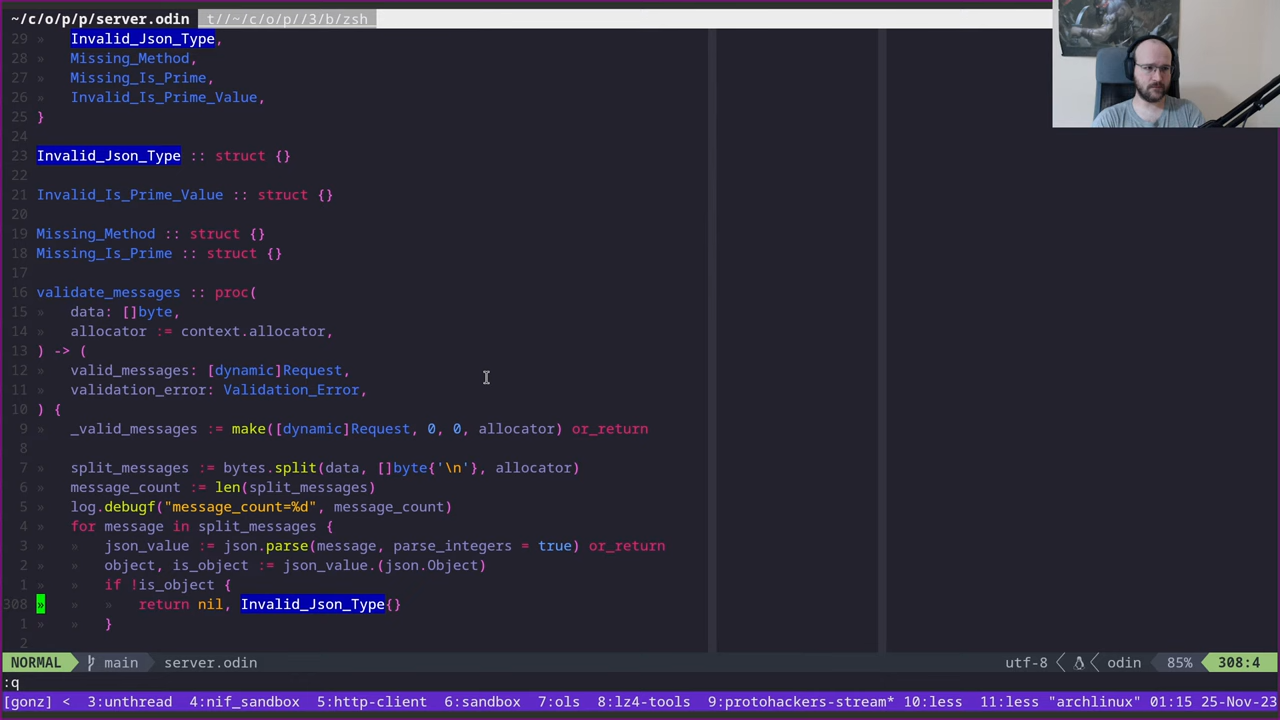 ~/c/o/p/p/server.odin  t//~/c/o/p//3/b/zsh
29 » Invalid_Json_Type,
28 » Missing_Method,
27 » Missing_Is_Prime,
26 » Invalid_Is_Prime_Value,
25 }
24
23 Invalid_Json_Type :: struct {}
22
21 Invalid_Is_Prime_Value :: struct {}
20
19 Missing_Method :: struct {}
18 Missing_Is_Prime :: struct {}
17
16 validate_messages :: proc(
15 » data: []byte,
14 » allocator := context.allocator,
13 ) -> (
12 » valid_messages: [dynamic]Request,
11 » validation_error: Validation_Error,
10 ) {
9 » _valid_messages := make([dynamic]Request, 0, 0, allocator) or_return
8
7 » split_messages := bytes.split(data, []byte{'\n'}, allocator)
6 » message_count := len(split_messages)
5 » log.debugf("message_count=%d", message_count)
4 » for message in split_messages {
3 » » json_value := json.parse(message, parse_integers = true) or_return
2 » » object, is_object := json_value.(json.Object)
1 » » if !is_object {
308 » » » return nil, Invalid_Json_Type{}
1 » » }
2
NORMAL main server.odin utf-8 odin 85% 308:4
:q
[gonz] < 3:unthread 4:nif_sandbox 5:http-client 6:sandbox 7:ols 8:lz4-tools 9:protohackers-stream* 10:less 11:less "archlinux" 01:15 25-Nov-23